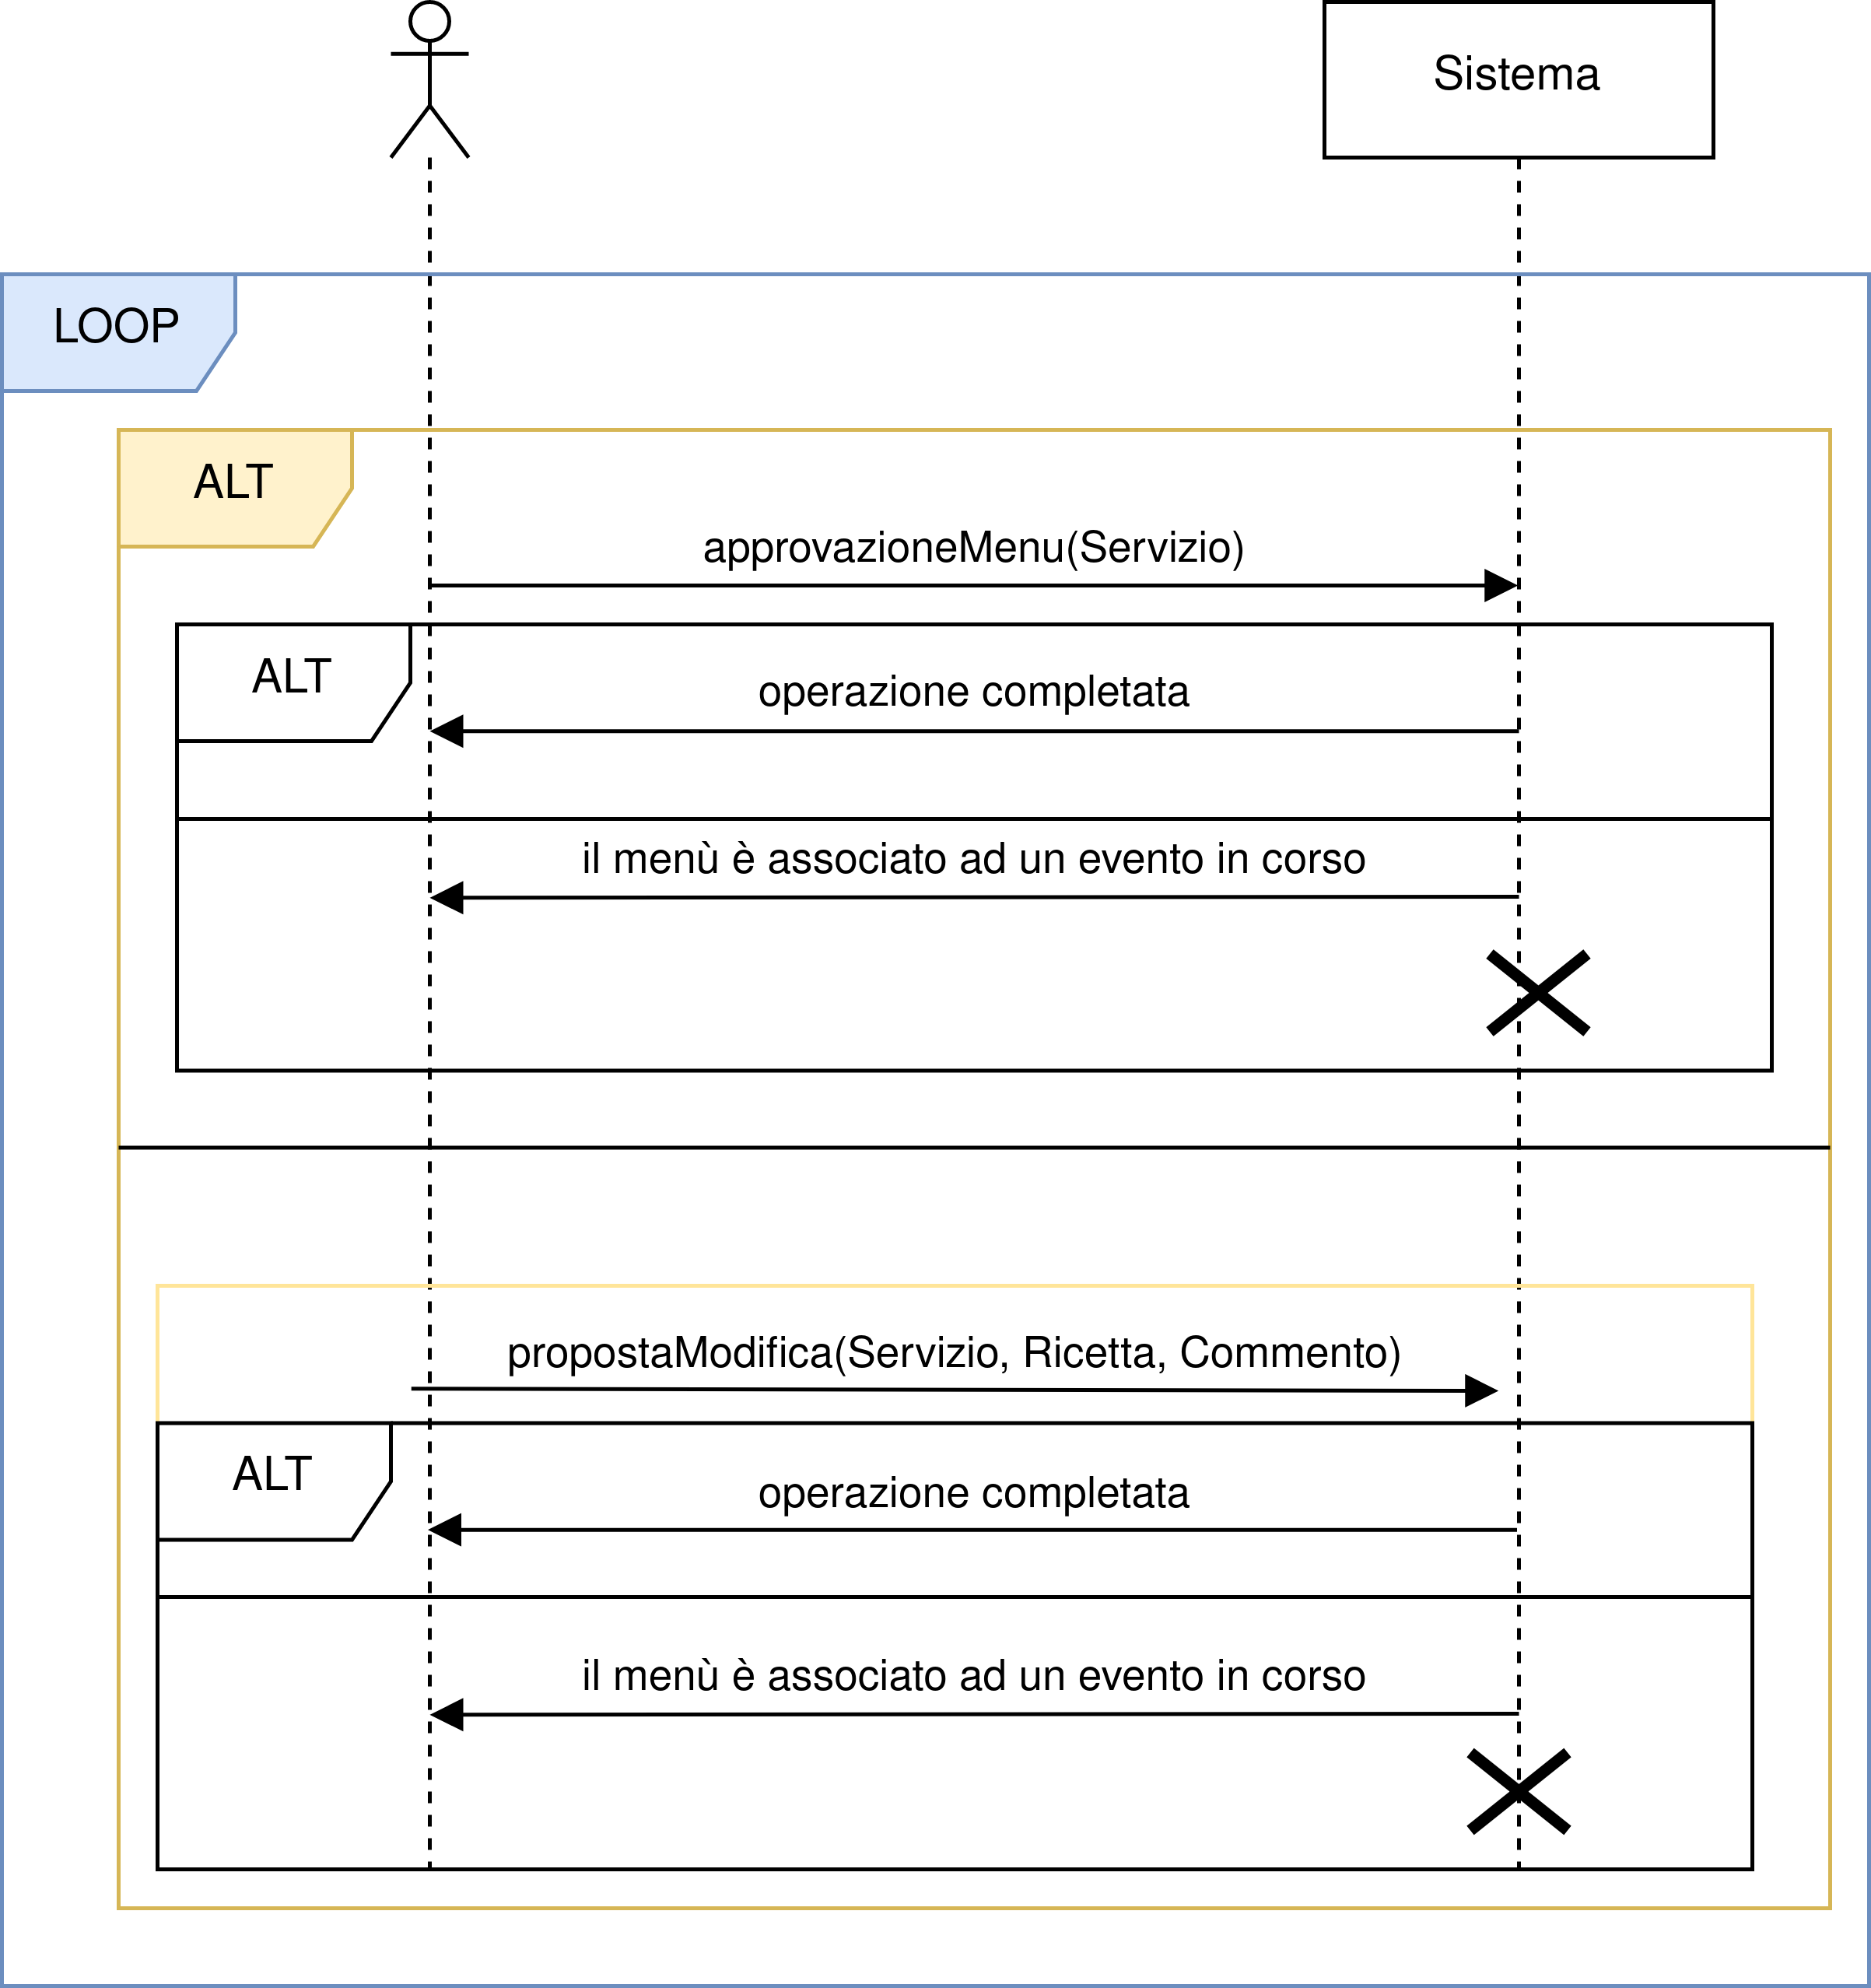 Sistema
LOOP
ALT
approvazioneMenu(Servizio)
ALT
operazione completata
il menù è associato ad un evento in corso
propostaModifica(Servizio, Ricetta, Commento)
ALT
operazione completata
il menù è associato ad un evento in corso